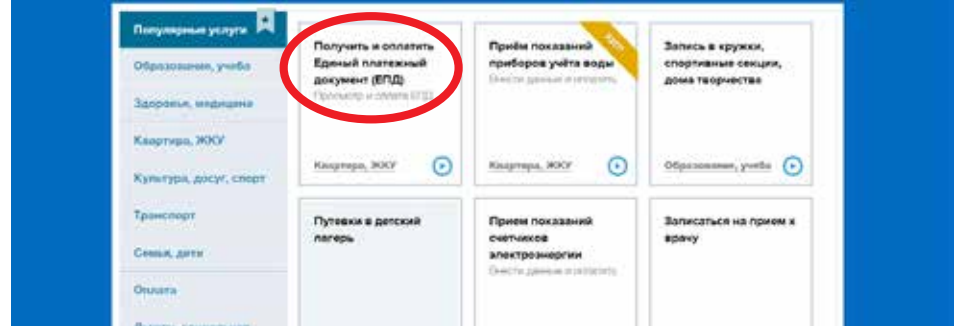 Популярные услуги
Образование, учеба
Здоровье, медицина
Квартира, ЖКУ
Культура, досуг, спорт
Транспорт
Семья, дети
Оплата
Получить и оплатить
Единый платежный
документ (ЕПД)
Просмотр и оплата ЕПД
Квартира, ЖКУ
Приём показаний
приборов учёта воды
Внести данные и оплатить
Квартира, ЖКУ
Запись в кружки,
спортивные секции,
дома творчества
Образование, учеба
Путевки в детский
лагерь
Прием показаний
счетчиков
электроэнергии
Внести данные и оплатить
Записаться на прием к
врачу